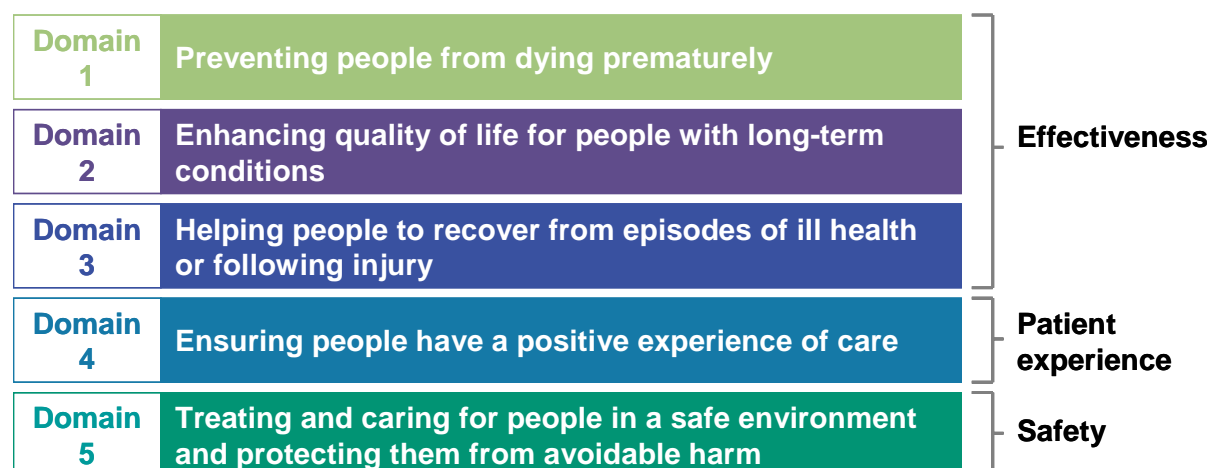 Domain
1
Preventing people from dying prematurely
Domain
2
Enhancing quality of life for people with long-term
conditions
Domain
3
Helping people to recover from episodes of ill health
or following injury
Effectiveness
Domain
4
Ensuring people have a positive experience of care
Patient
experience
Domain
5
Treating and caring for people in a safe environment
and protecting them from avoidable harm
Safety